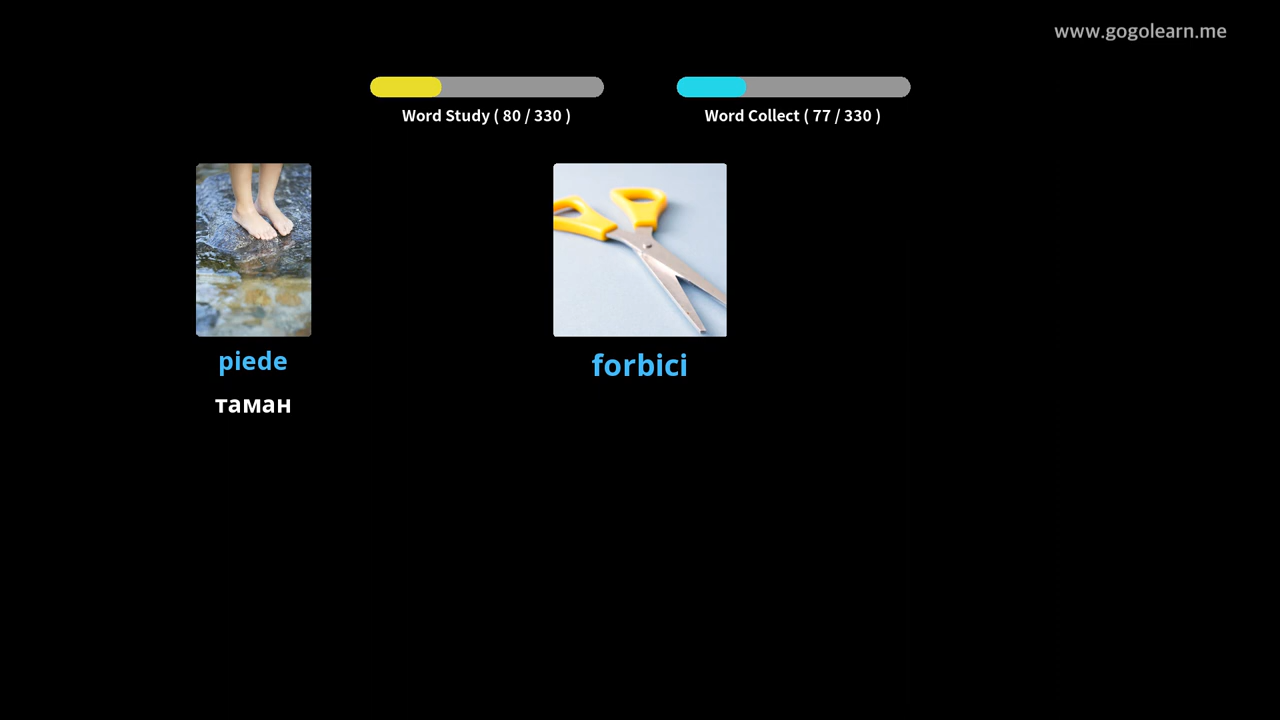 www.gogolearn.me
Word Study ( 80 / 330 )
Word Collect ( 77 / 330 )
piede
таман
forbici